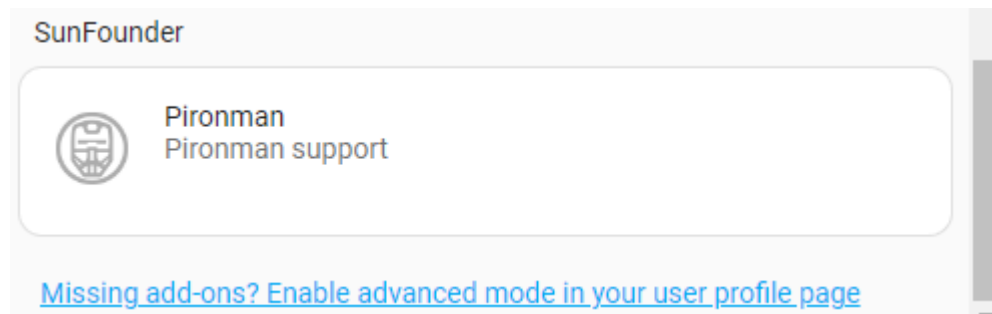 SunFounder
Pironman
Pironman support
Missing add-ons? Enable advanced mode in your user profile page